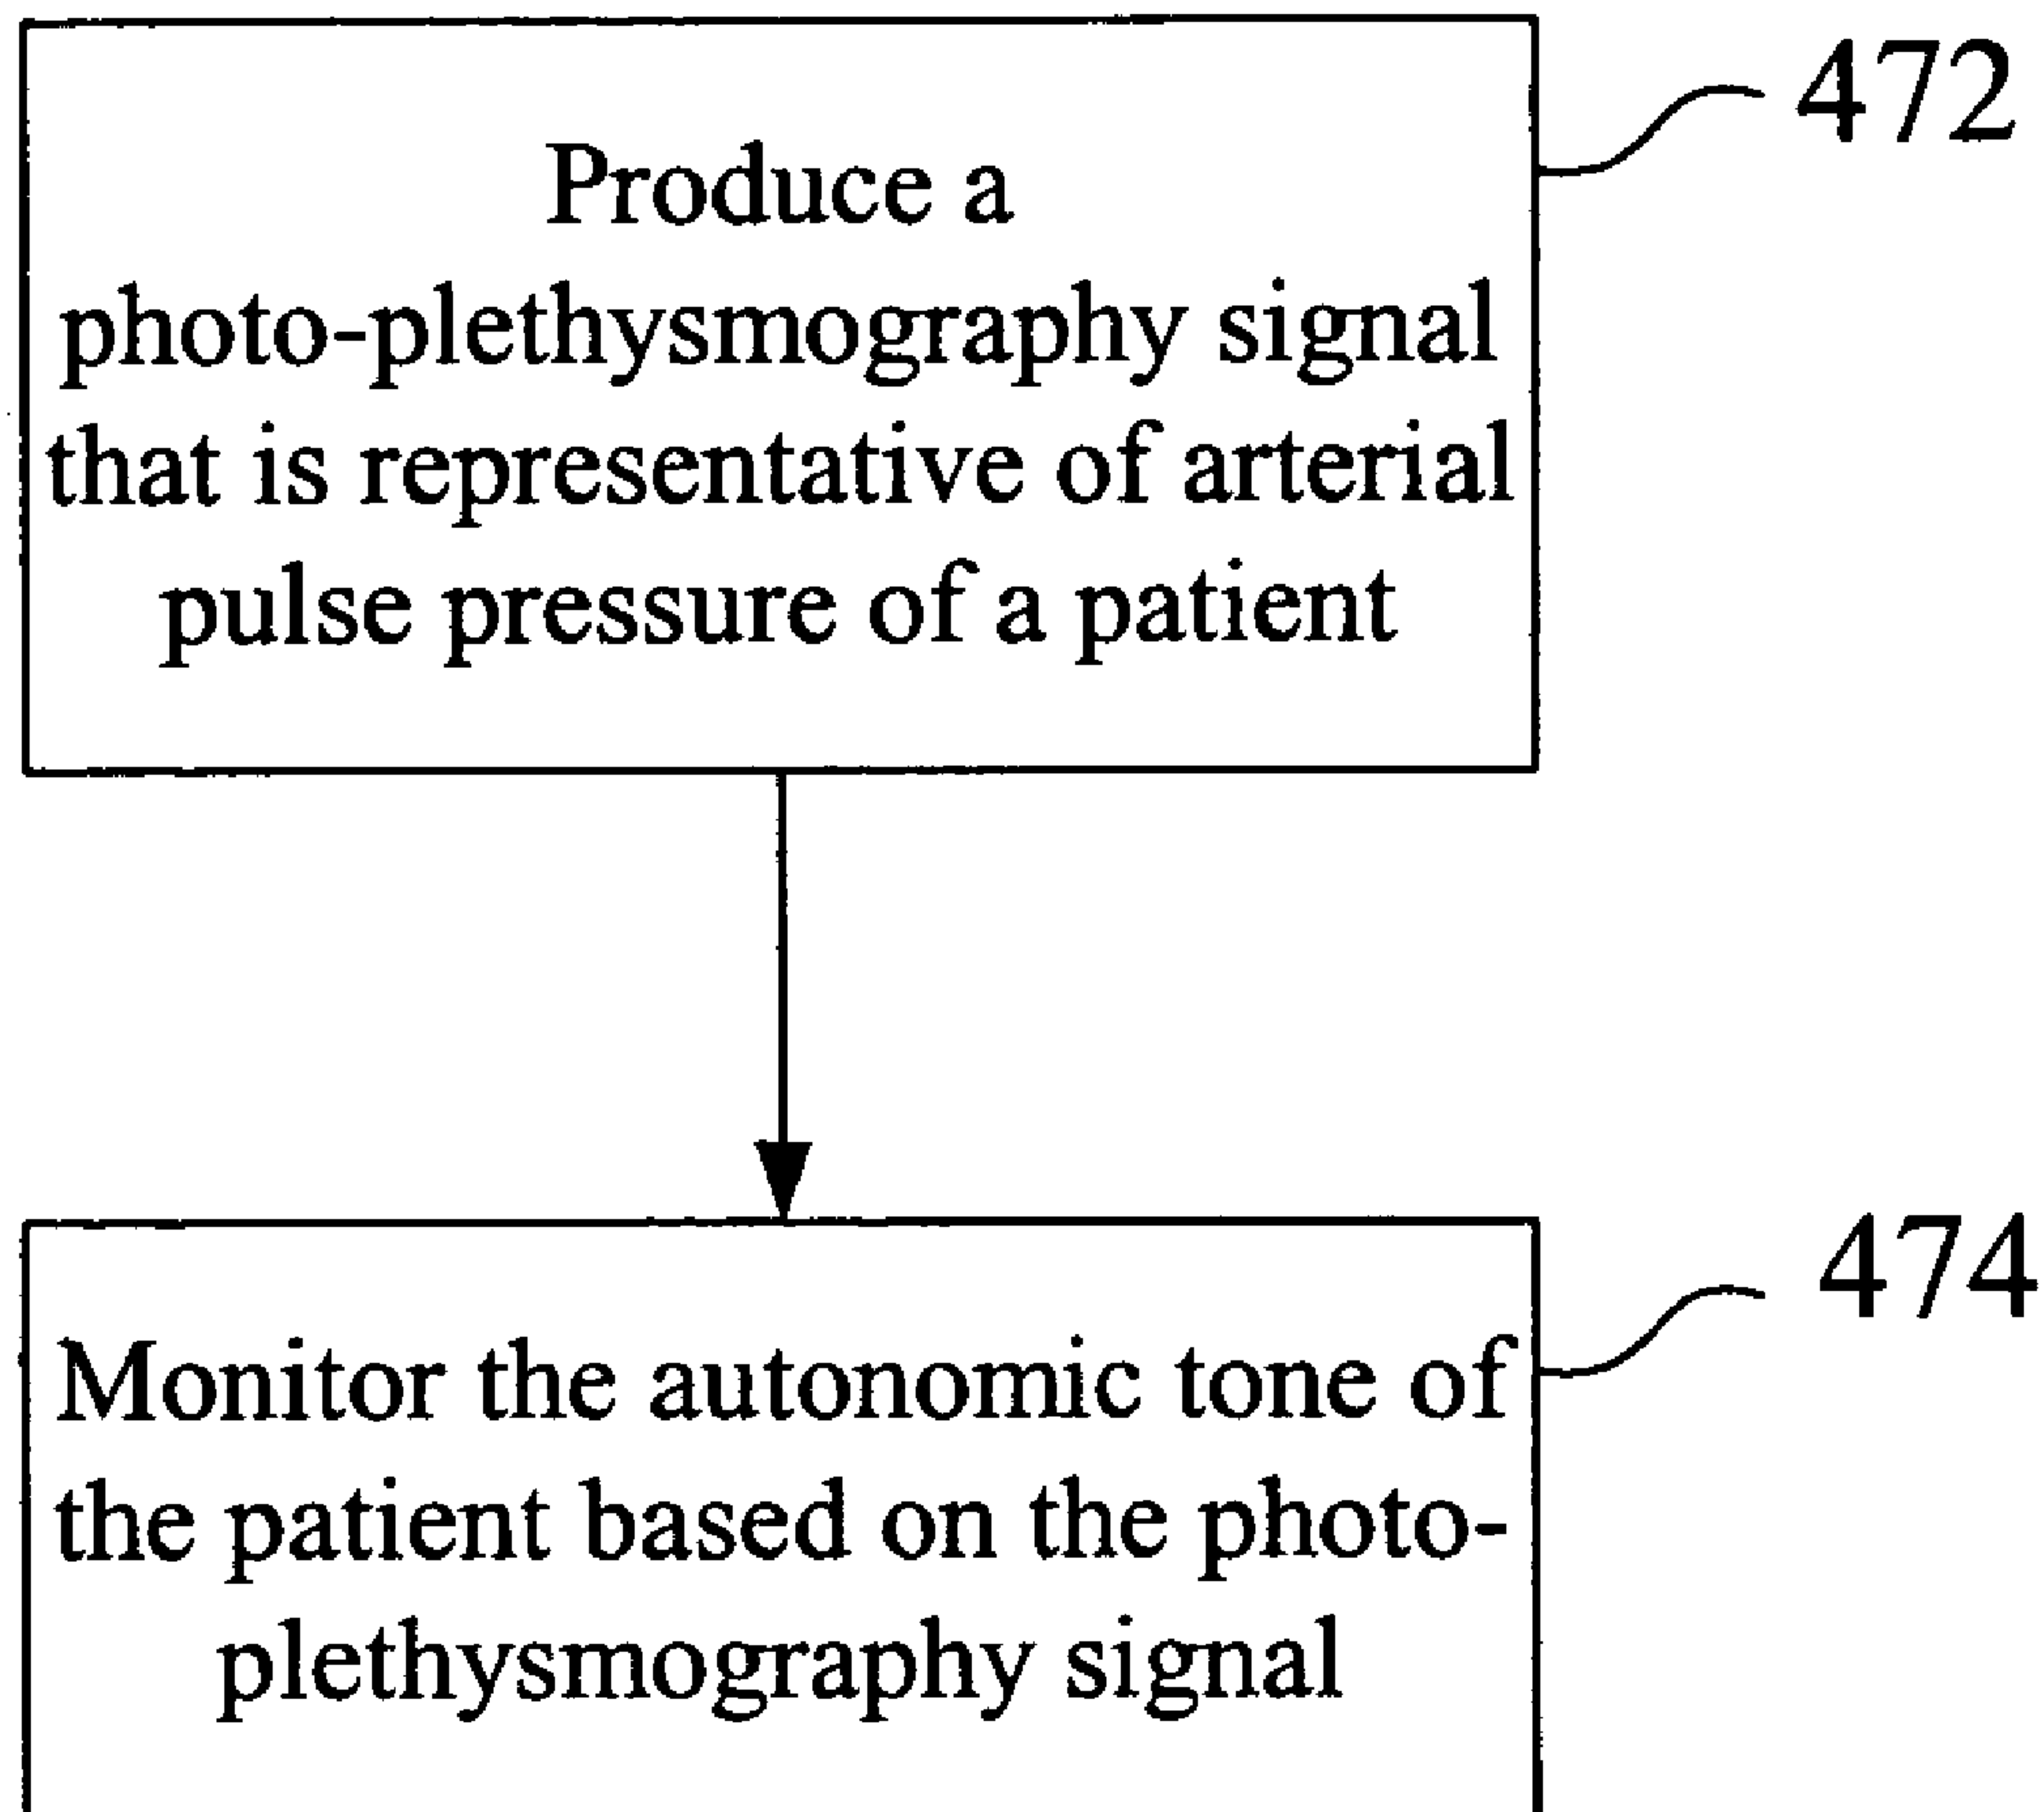 472
Produce a
photo-plethysmography signal
that is representative of arterial
pulse pressure of a patient
474
Monitor the autonomic tone of
the patient based on the photo-
plethysmography signal